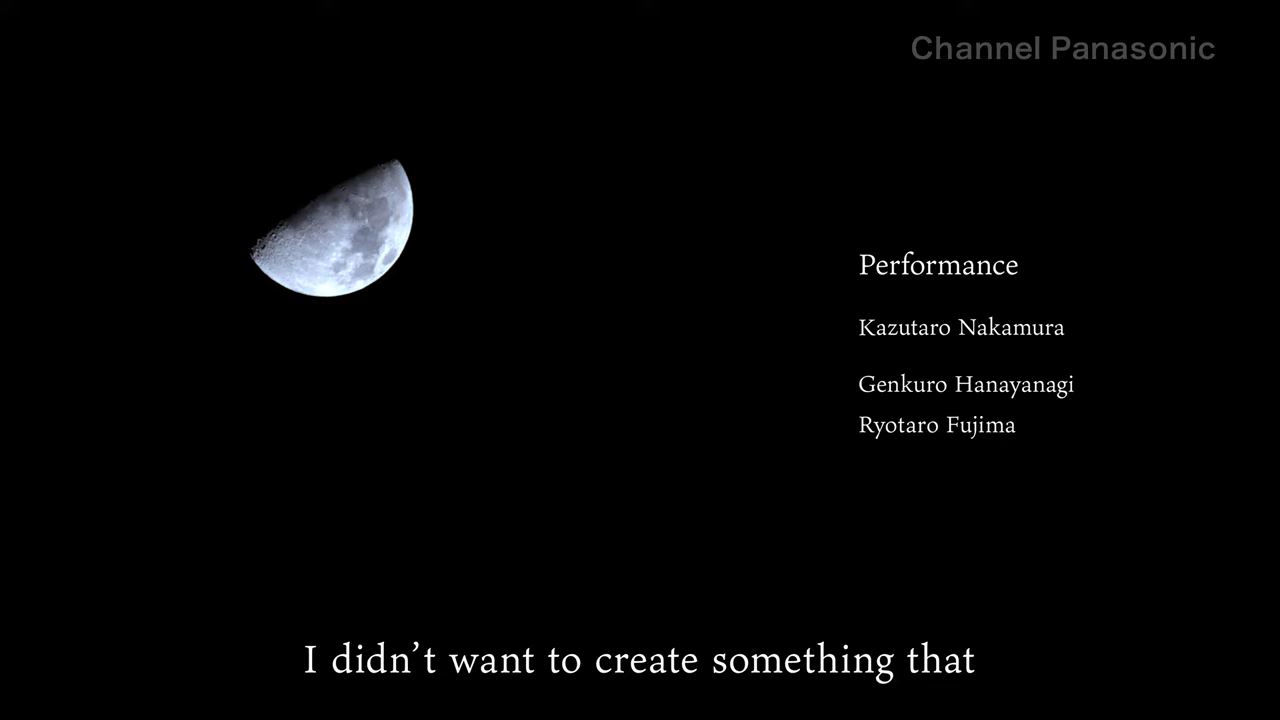 Channel Panasonic
Performance
Kazutaro Nakamura
Genkuro Hanayanagi
Ryotaro Fujima
I didn’t want to create something that